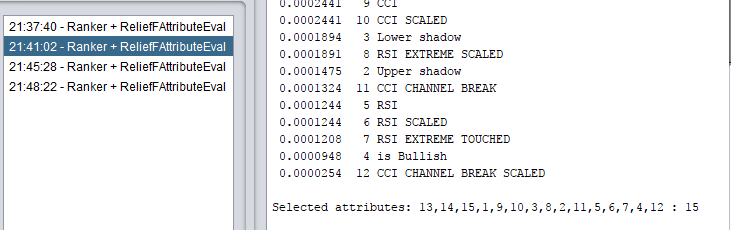 21:37:40 - Ranker + ReliefFAttributeEval
21:41:02 - Ranker + ReliefFAttributeEval
21:45:28 - Ranker + ReliefFAttributeEval
21:48:22 - Ranker + ReliefFAttributeEval
0.0002441 9 CCI
0.0002441 10 CCI SCALED
0.0001894 3 Lower shadow
0.0001891 8 RSI EXTREME SCALED
0.0001475 2 Upper shadow
0.0001324 11 CCI CHANNEL BREAK
0.0001244 5 RSI
0.0001244 6 RSI SCALED
0.0001208 7 RSI EXTREME TOUCHED
0.0000948 4 is Bullish
0.0000254 12 CCI CHANNEL BREAK SCALED
Selected attributes: 13,14,15,1,9,10,3,8,2,11,5,6,7,4,12 : 15